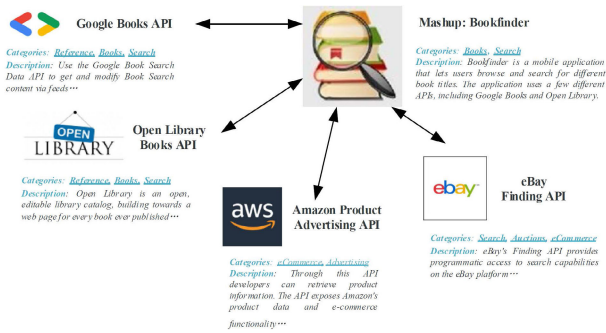 Google Books API
Categories: Reference, Books, Search
Description: Use the Google Book Search
Data API to get and modify Book Search
content via feeds⋯
Mashup: Bookfinder
Categories: Books, Search
Description: Bookfinder is a mobile application
that lets users browse and search for different
book titles. The application uses a few different
APIs, including Google Books and Open Library.
OPEN
LIBRARY
Open Library
Books API
Categories: Reference, Books, Search
Description: Open Library is an open,
editable library catalog, building towards a
web page for every book ever published⋯
aws
Amazon Product
Advertising API
Categories: eCommerce, Advertising
Description: Through this API
developers can retrieve product
information. The API exposes Amazon's
product data and e-commerce
functionality⋯
ebay
eBay
Finding API
Categories: Search, Auctions, eCommerce
Description: eBay's Finding API provides
programmatic access to search capabilities
on the eBay platform⋯